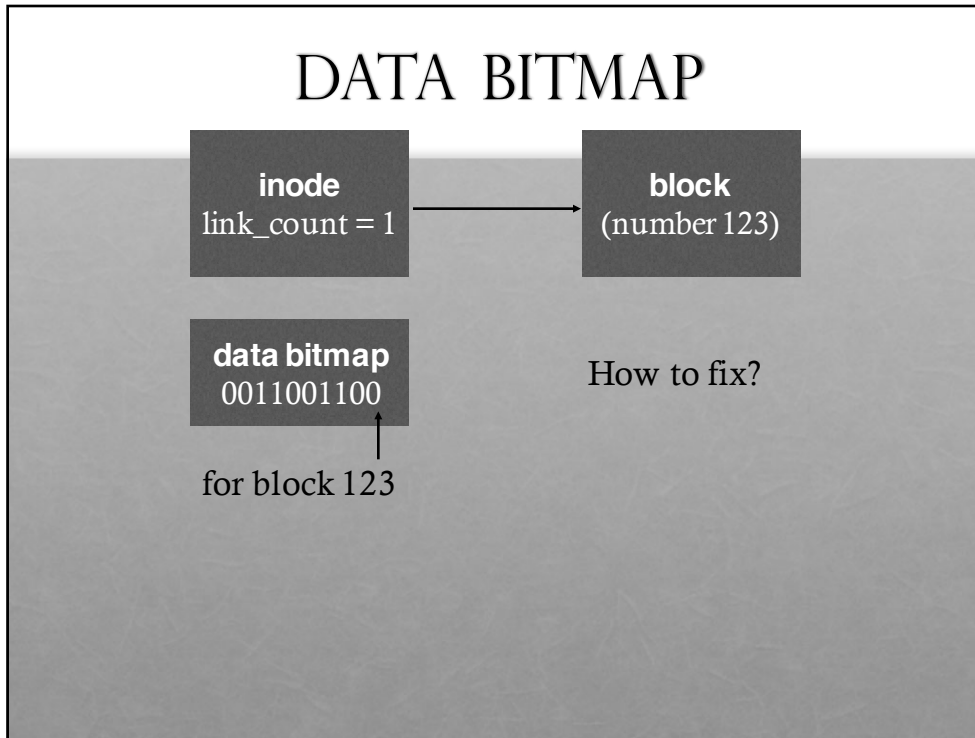 DATA BITMAP
inode
link_count = 1
block
(number 123)
data bitmap
0011001100
How to fix?
for block 123